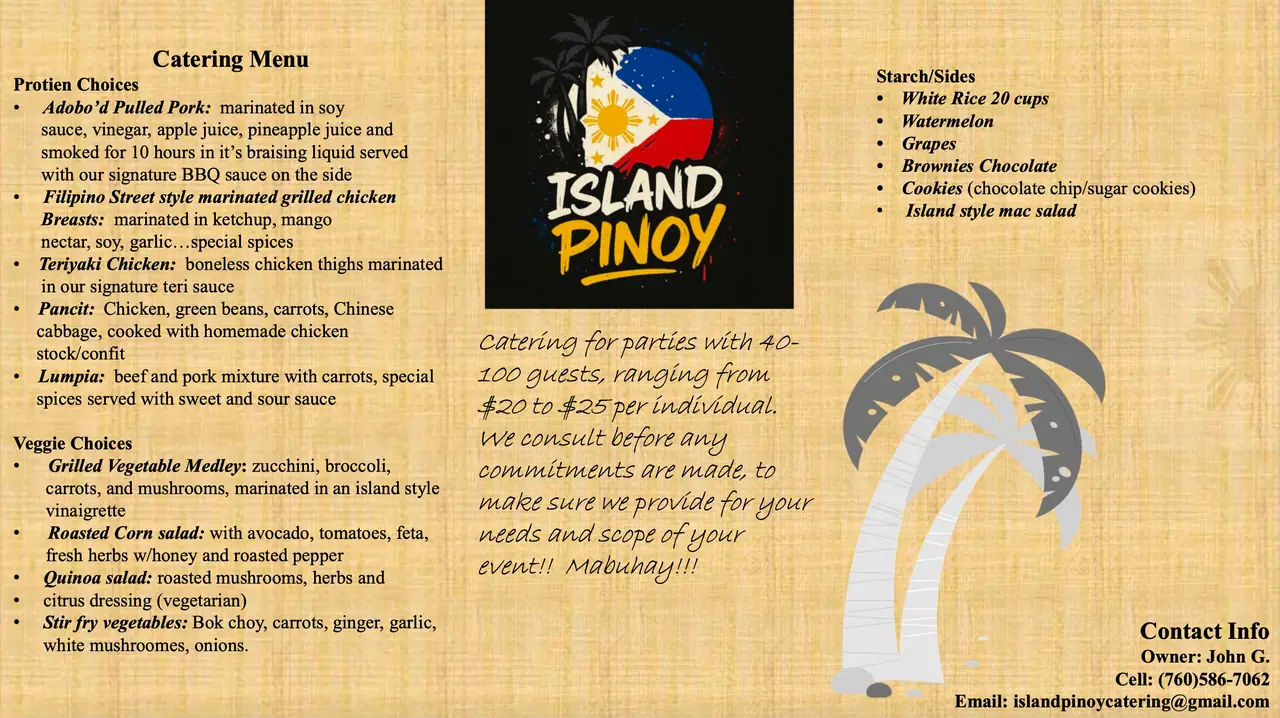 Catering Menu
Protien Choices
• Adobo’d Pulled Pork: marinated in soy
sauce, vinegar, apple juice, pineapple juice and
smoked for 10 hours in it’s braising liquid served
with our signature BBQ sauce on the side
• Filipino Street style marinated grilled chicken
Breasts: marinated in ketchup, mango
nectar, soy, garlic…special spices
• Teriyaki Chicken: boneless chicken thighs marinated
in our signature teri sauce
• Pancit: Chicken, green beans, carrots, Chinese
cabbage, cooked with homemade chicken
stock/confit
• Lumpia: beef and pork mixture with carrots, special
spices served with sweet and sour sauce
Veggie Choices
• Grilled Vegetable Medley: zucchini, broccoli,
carrots, and mushrooms, marinated in an island style
vinaigrette
• Roasted Corn salad: with avocado, tomatoes, feta,
fresh herbs w/honey and roasted pepper
• Quinoa salad: roasted mushrooms, herbs and
• citrus dressing (vegetarian)
• Stir fry vegetables: Bok choy, carrots, ginger, garlic,
white mushroomes, onions.
ISLAND
PINOY
Catering for parties with 40-
100 guests, ranging from
$20 to $25 per individual.
We consult before any
commitments are made, to
make sure we provide for your
needs and scope of your
event!! Mabuhay!!!
Starch/Sides
• White Rice 20 cups
• Watermelon
• Grapes
• Brownies Chocolate
• Cookies (chocolate chip/sugar cookies)
• Island style mac salad
Contact Info
Owner: John G.
Cell: (760)586-7062
Email: islandpinoycatering@gmail.com